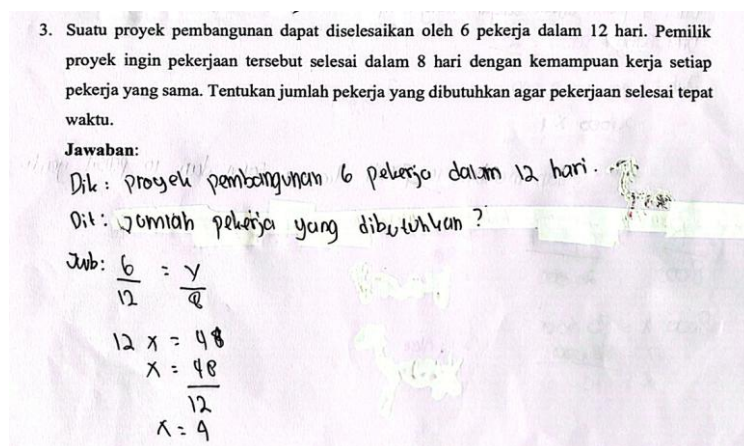 3. Suatu proyek pembangunan dapat diselesaikan oleh 6 pekerja dalam 12 hari. Pemilik
proyek ingin pekerjaan tersebut selesai dalam 8 hari dengan kemampuan kerja setiap
pekerja yang sama. Tentukan jumlah pekerja yang dibutuhkan agar pekerjaan selesai tepat
waktu.
Jawaban:
Dik : proyek pembangunan 6 pekerja dalam 12 hari.
Dit : Jumlah pekerja yang dibutuhkan ?
Jwb: 6/12 = y/8
12 x = 48
x = 48/12
x = 4